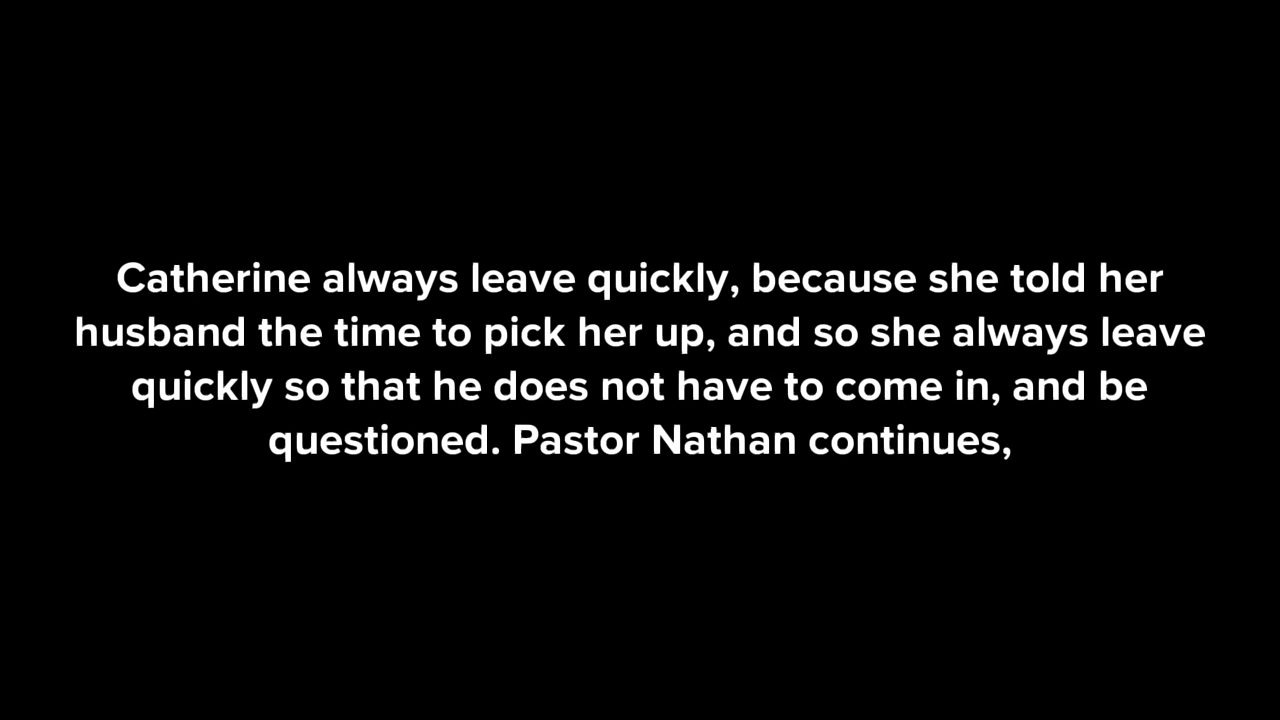 Catherine always leave quickly, because she told her
husband the time to pick her up, and so she always leave
quickly so that he does not have to come in, and be
questioned. Pastor Nathan continues,